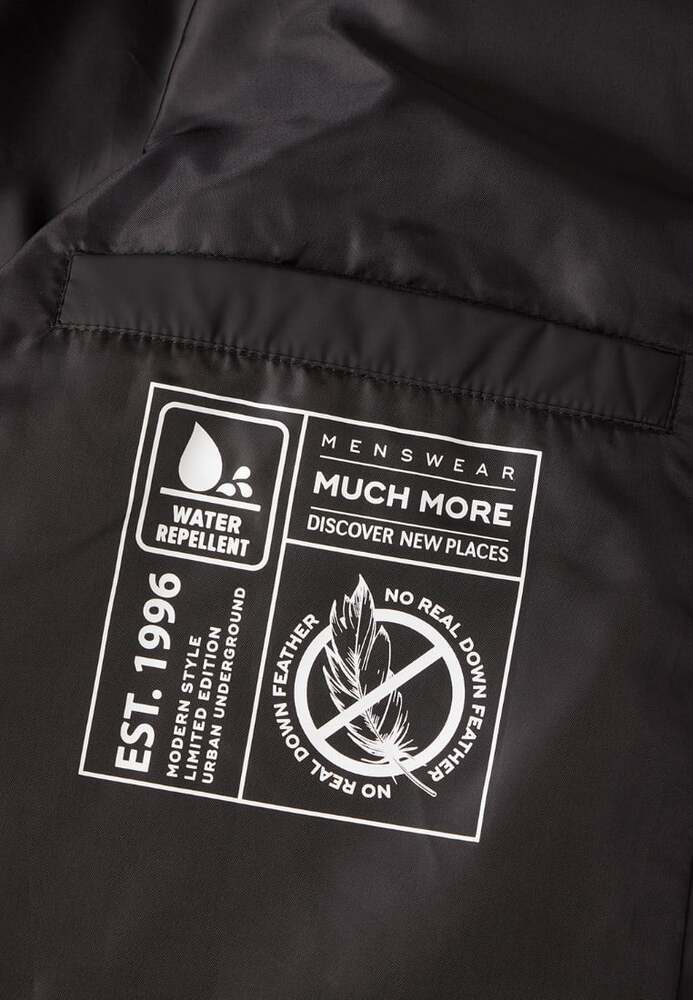 WATER
REPELLENT
EST. 1996
MODERN STYLE
LIMITED EDITION
URBAN UNDERGROUND
MENSWEAR
MUCH MORE
DISCOVER NEW PLACES
NO REAL DOWN FEATHER
NO REAL DOWN FEATHER